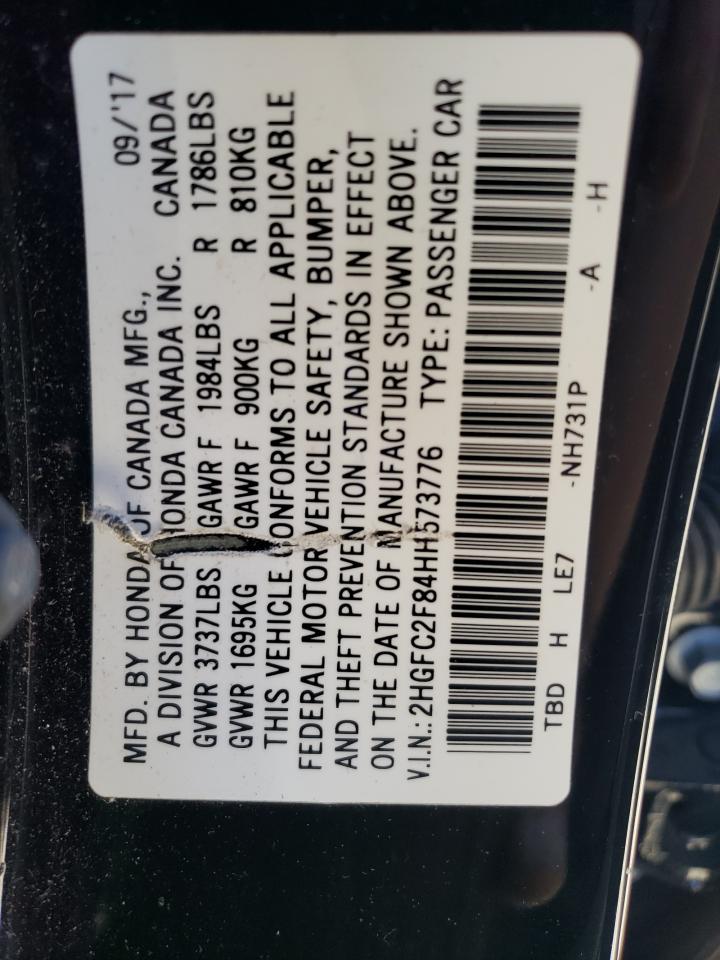 MFD. BY HONDA OF CANADA MFG., 09/'17
A DIVISION OF HONDA CANADA INC. CANADA
GVWR 3737LBS GAWR F 1984LBS R 1786LBS
GVWR 1695KG GAWR F 900KG R 810KG
THIS VEHICLE CONFORMS TO ALL APPLICABLE
FEDERAL MOTOR VEHICLE SAFETY, BUMPER,
AND THEFT PREVENTION STANDARDS IN EFFECT
ON THE DATE OF MANUFACTURE SHOWN ABOVE.
V.I.N.: 2HGFC2F84HH573776 TYPE: PASSENGER CAR
TBD H LE7 -NH731P -A -H